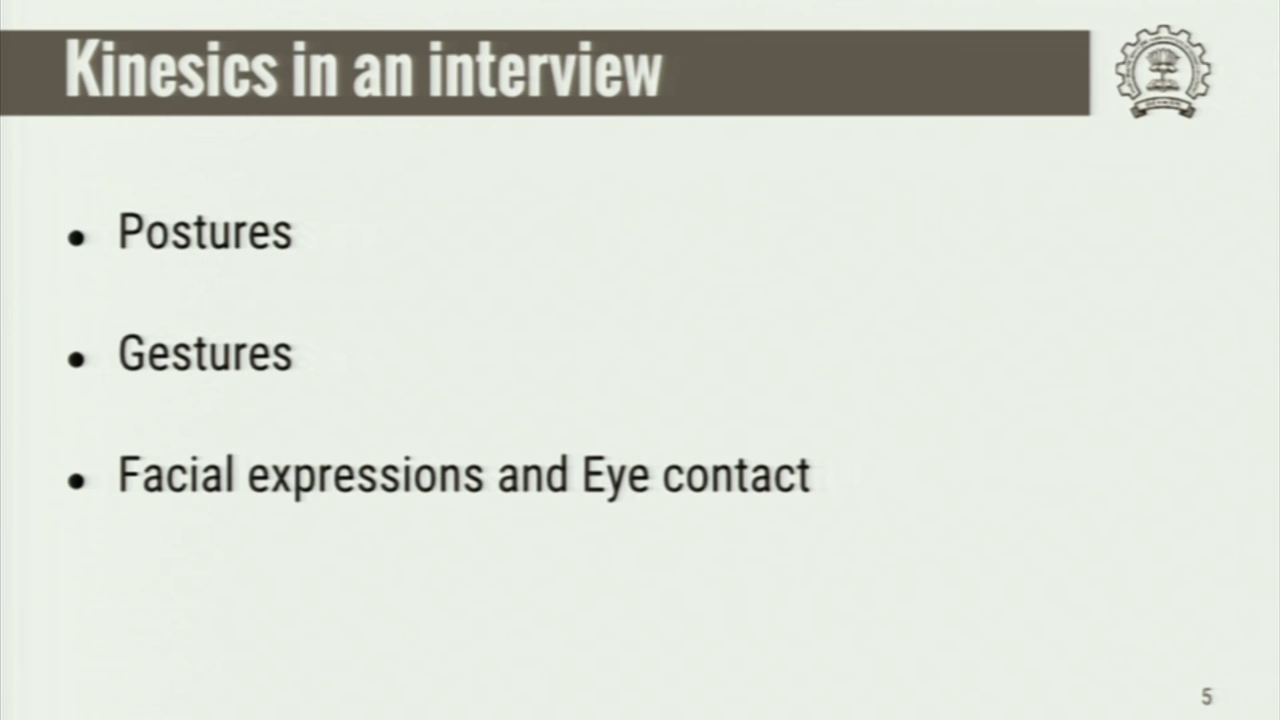 Kinesics in an interview
• Postures
• Gestures
• Facial expressions and Eye contact
5